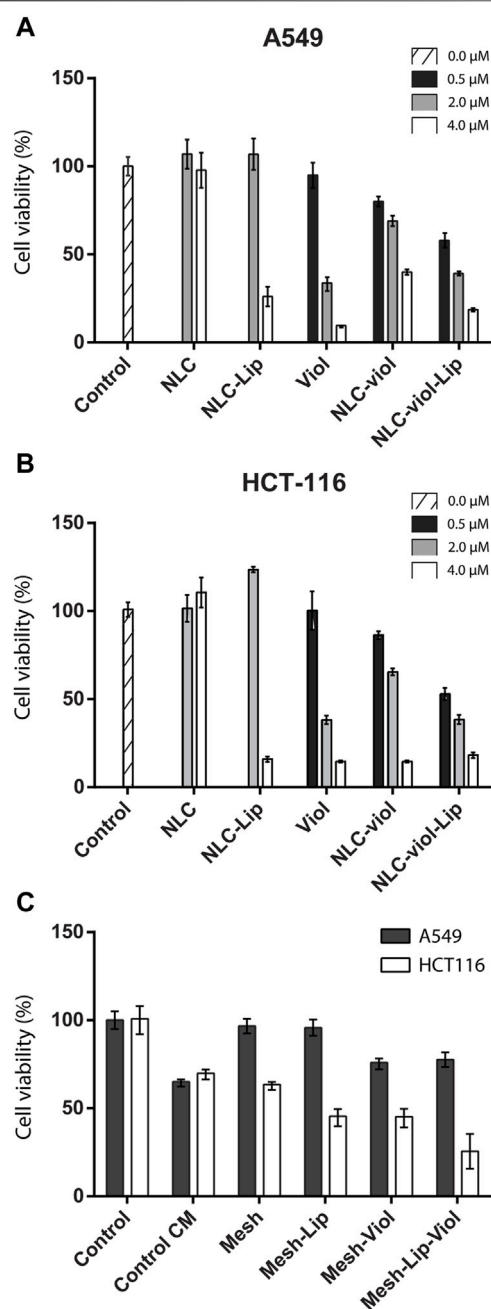 A
A549
0.0 μM
0.5 μM
2.0 μM
4.0 μM
Cell viability (%)
150
100
50
0
Control
NLC
NLC-Lip
Viol
NLC-viol
NLC-viol-Lip
B
HCT-116
0.0 μM
0.5 μM
2.0 μM
4.0 μM
Cell viability (%)
150
100
50
0
Control
NLC
NLC-Lip
Viol
NLC-viol
NLC-viol-Lip
C
A549
HCT116
Cell viability (%)
150
100
50
0
Control
Control CM
Mesh
Mesh-Lip
Mesh-Viol
Mesh-Lip-Viol